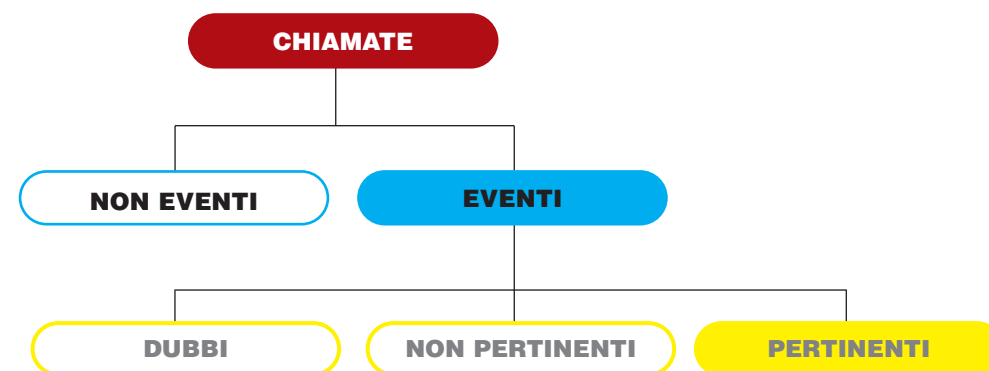 CHIAMATE
NON EVENTI
EVENTI
DUBBI
NON PERTINENTI
PERTINENTI